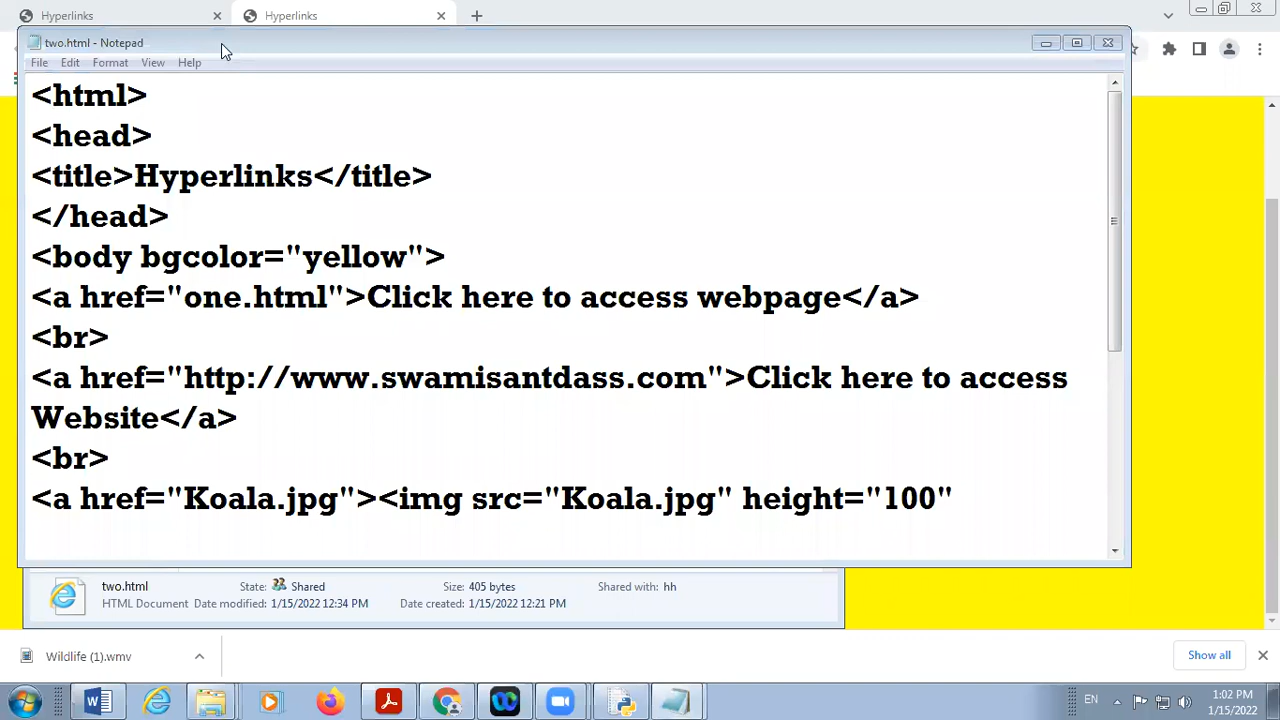 Hyperlinks
Hyperlinks
two.html - Notepad
File Edit Format View Help
<html>
<head>
<title>Hyperlinks</title>
</head>
<body bgcolor="yellow">
<a href="one.html">Click here to access webpage</a>
<br>
<a href="http://www.swamisantdass.com">Click here to access
Website</a>
<br>
<a href="Koala.jpg"><img src="Koala.jpg" height="100"
two.html State: Shared Size: 405 bytes Shared with: hh
HTML Document Date modified: 1/15/2022 12:34 PM Date created: 1/15/2022 12:21 PM
Wildlife (1).wmv Show all
EN 1:02 PM
1/15/2022